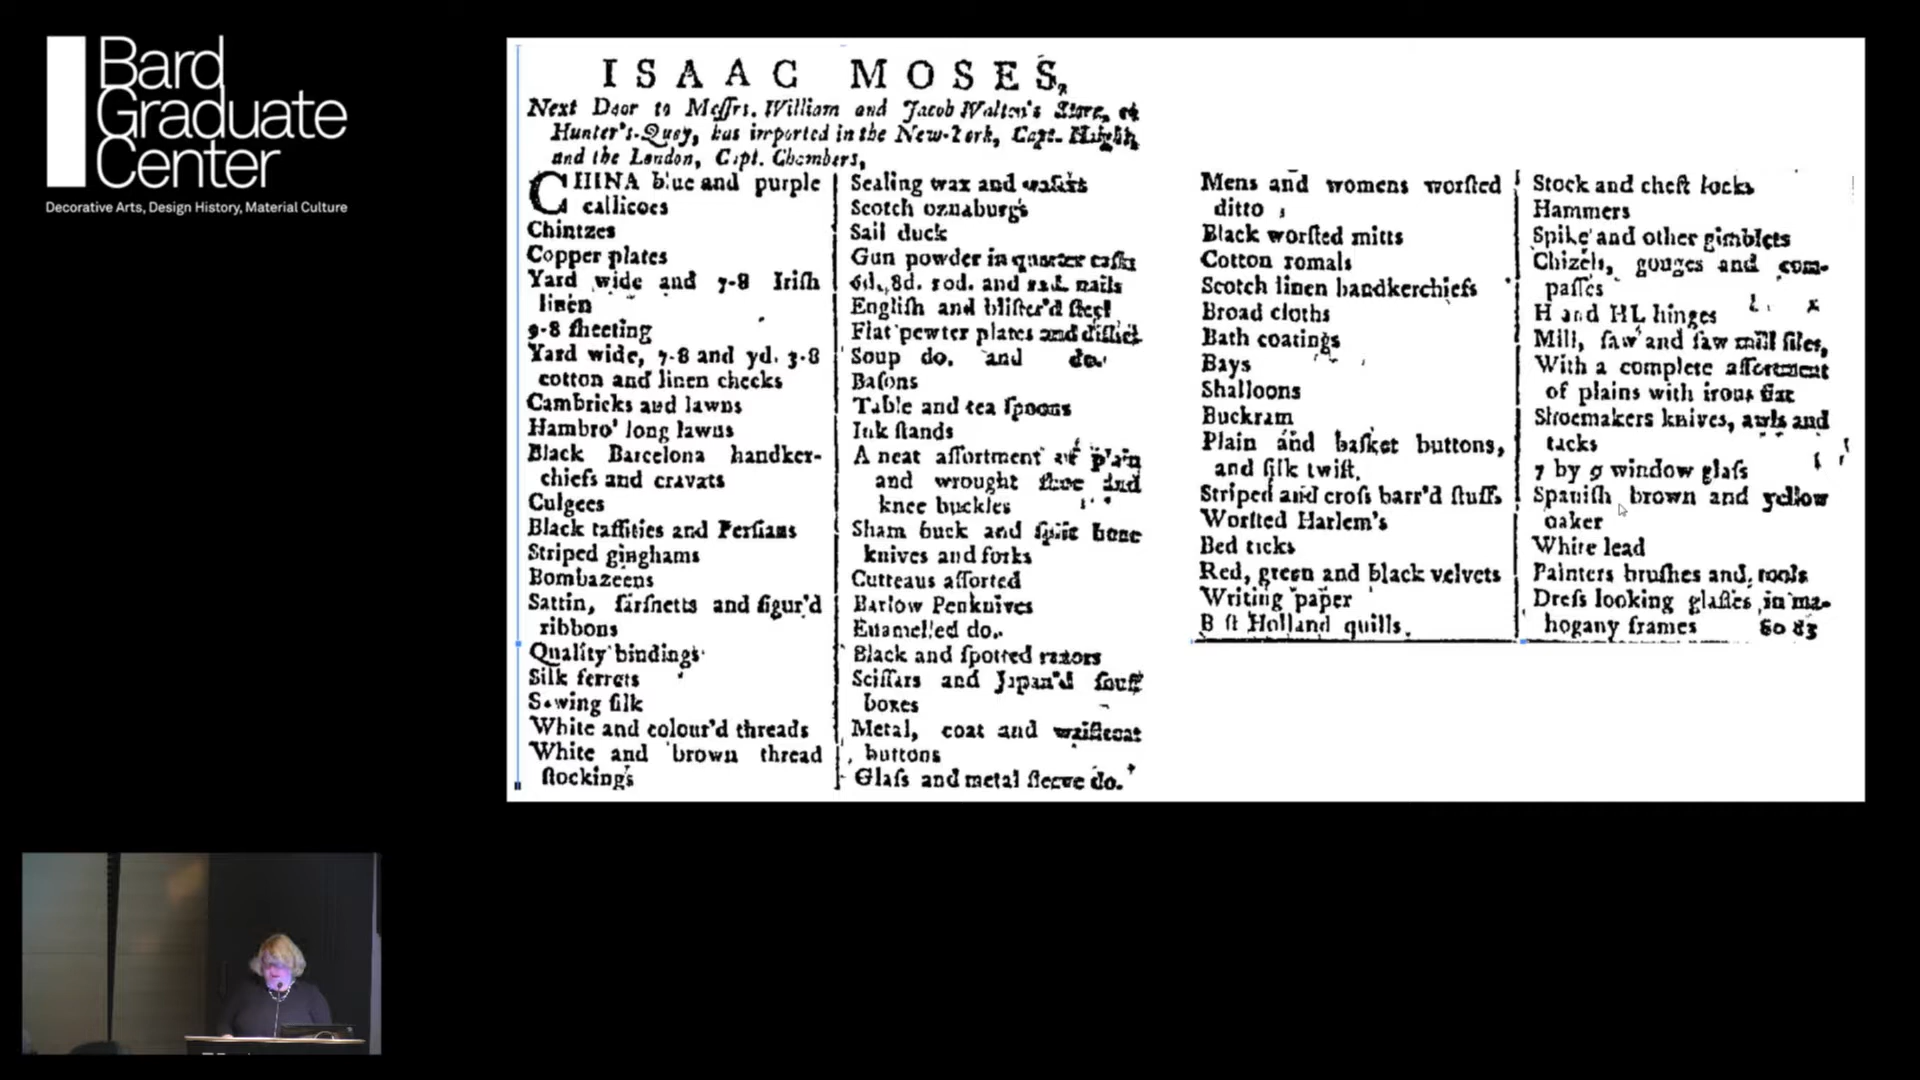 Bard
Graduate
Center
Decorative Arts, Design History, Material Culture
ISAAC MOSES,
Next Door to Meſſrs. William and Jacob Walton's Store, at
Hunter's-Quay, has imported in the New-York, Capt.
and the London, Capt. Chambers,
CHINA blue and purple
callicoes
Chintzes
Copper plates
Yard wide and 7-8 Iriſh
linen
9-8 ſheeting
Yard wide, 7-8 and yd. 3-8
cotton and linen checks
Cambricks and lawns
Hambro' long lawns
Black Barcelona handker-
chiefs and cravats
Culgees
Black taffities and Perſians
Striped ginghams
Bombazeens
Sattin, ſarſnetts and figur'd
ribbons
Quality bindings
Silk ferrets
Sewing ſilk
White and colour'd threads
White and brown thread
ſtockings
Sealing wax and wafers
Scotch oznaburgs
Sail duck
Gun powder in quarter caſks
6d. 8d. rod. and nails
Engliſh and bliſter'd ſteel
Flat pewter plates and diſhes
Soup do. and do.
Baſons
Table and tea ſpoons
Ink ſtands
A neat aſſortment of plain
and wrought ſhoe and
knee buckles
Sham buck and ſplit bone
knives and forks
Cutteaus aſſorted
Barlow Penknives
Enamelled do.
Black and ſpotted razors
Sciſſars and Japan'd ſnuff
boxes
Metal, coat and waiſtcoat
buttons
Glaſs and metal ſleeve do.
Mens and womens worſted
ditto
Black worſted mitts
Cotton romals
Scotch linen handkerchiefs
Broad cloths
Bath coatings
Bays
Shalloons
Buckram
Plain and baſket buttons,
and ſilk twiſt,
Striped and croſs barr'd ſtuffs
Worſted Harlem's
Bed ticks
Red, green and black velvets
Writing paper
Beſt Holland quills.
Stock and cheſt locks
Hammers
Spike and other gimblets
Chizels, gouges and com-
paſſes
H and HL hinges
Mill, ſaw and ſaw mill files,
With a complete aſſortment
of plains with irons
Shoemakers knives, awls and
tacks
7 by 9 window glaſs
Spaniſh brown and yellow
oaker
White lead
Painters bruſhes and tools
Dreſs looking glaſſes in ma-
hogany frames 80 83